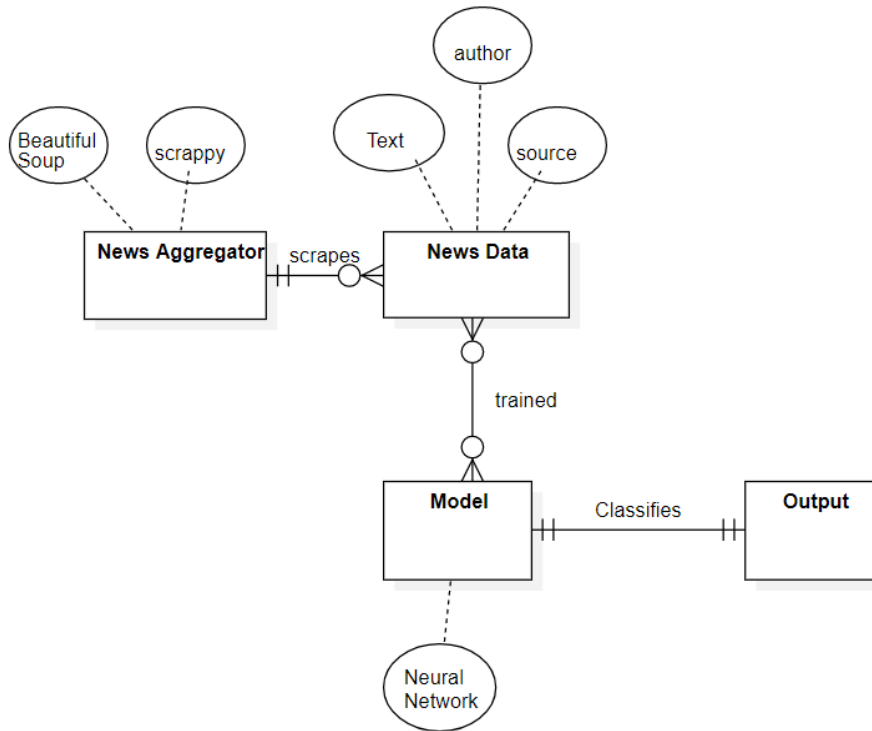 author
Beautiful
Soup
scrappy
Text
source
News Aggregator
scrapes
News Data
trained
Model
Classifies
Output
Neural
Network